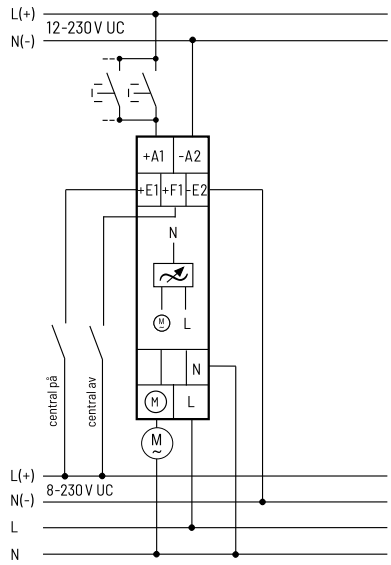 L(+)
12-230 V UC
N(-)
+A1 -A2
+E1 +F1 -E2
N
M L
N
M L
central på
central av
M
~
L(+)
8-230 V UC
N(-)
L
N